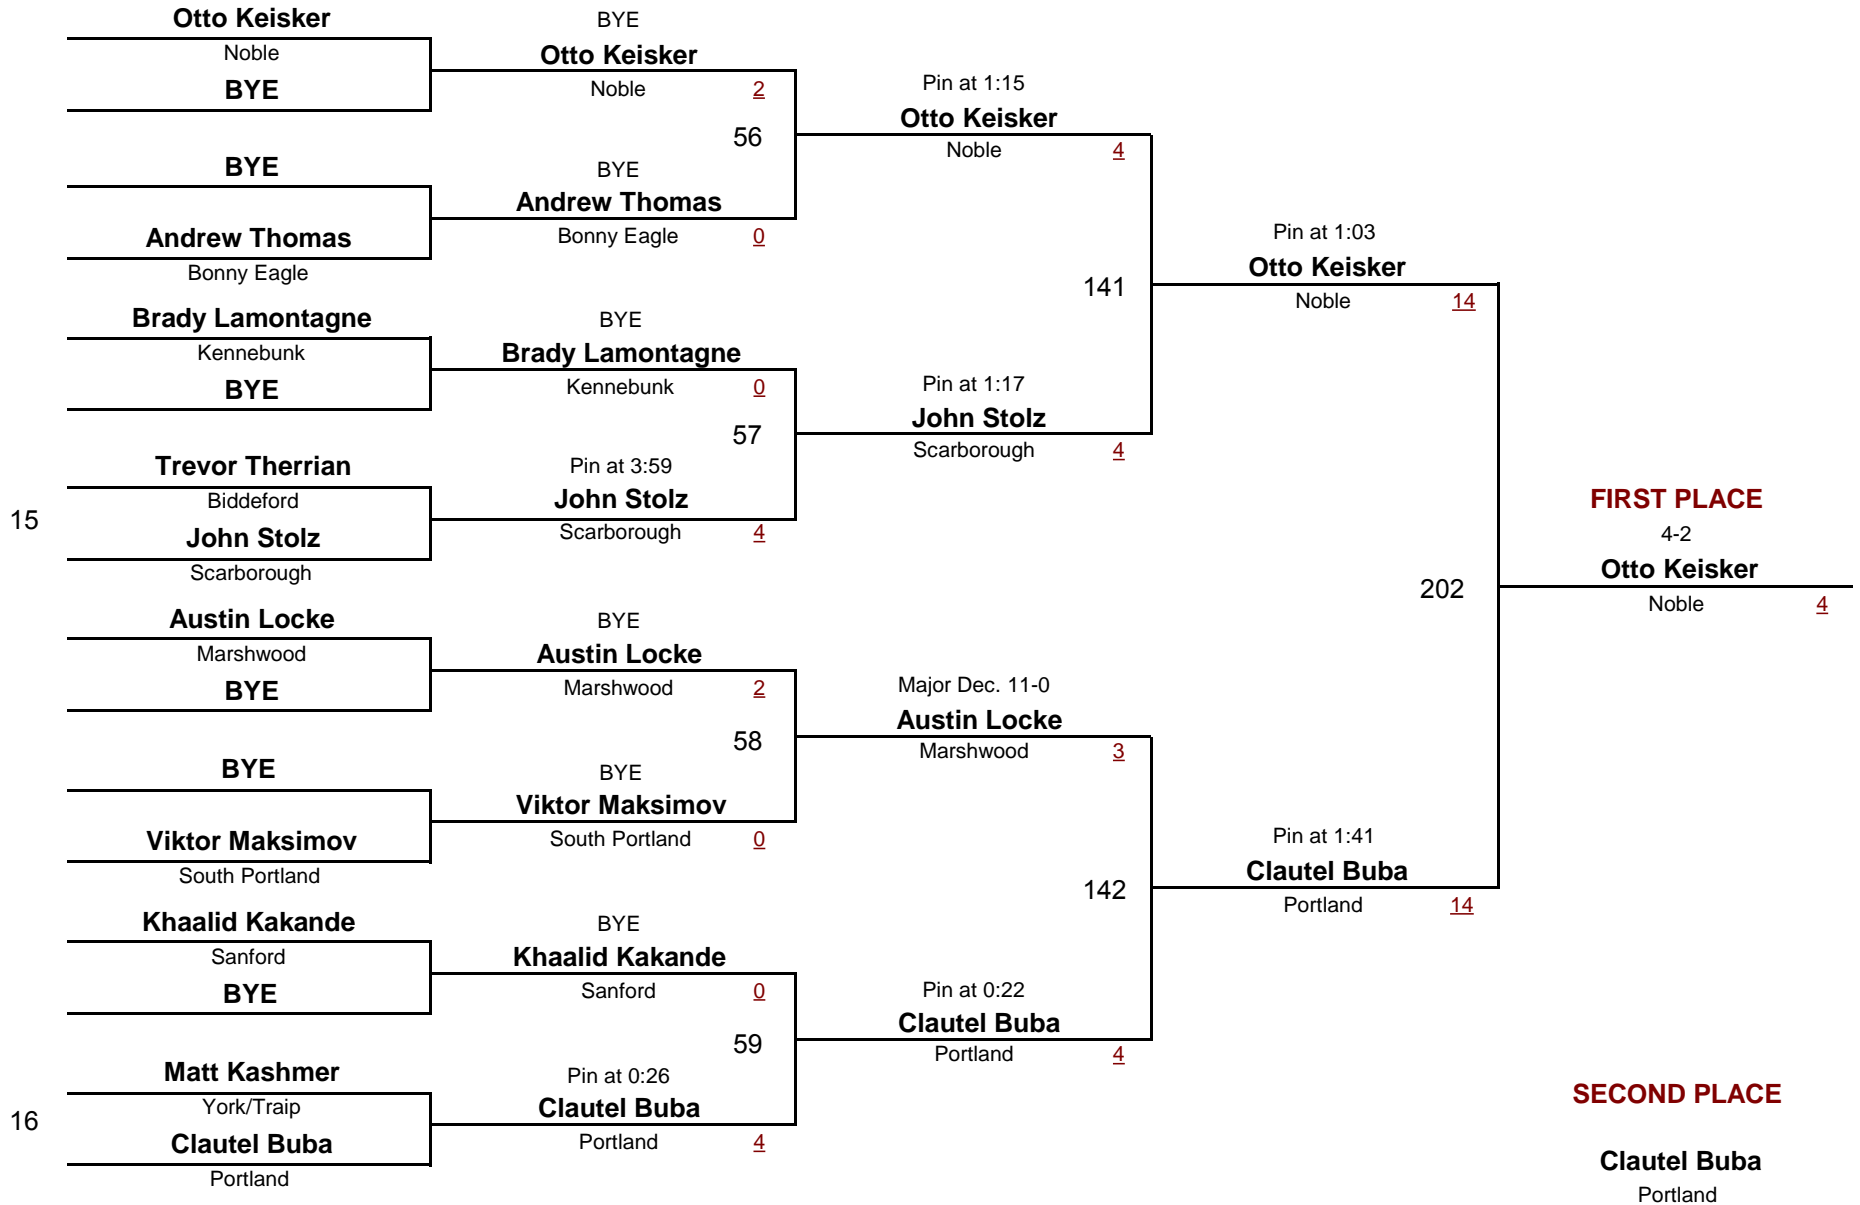 Otto Keisker
Noble
BYE
BYE
Andrew Thomas
Bonny Eagle
Brady Lamontagne
Kennebunk
BYE
15
Trevor Therrian
Biddeford
John Stolz
Scarborough
Austin Locke
Marshwood
BYE
BYE
Viktor Maksimov
South Portland
Khaalid Kakande
Sanford
BYE
16
Matt Kashmer
York/Traip
Clautel Buba
Portland
BYE
Otto Keisker
Noble 2
56
BYE
Andrew Thomas
Bonny Eagle 0
BYE
Brady Lamontagne
Kennebunk 0
57
Pin at 3:59
John Stolz
Scarborough 4
BYE
Austin Locke
Marshwood 2
58
BYE
Viktor Maksimov
South Portland 0
BYE
Khaalid Kakande
Sanford 0
59
Pin at 0:26
Clautel Buba
Portland 4
Pin at 1:15
Otto Keisker
Noble 4
141
Pin at 1:17
John Stolz
Scarborough 4
Major Dec. 11-0
Austin Locke
Marshwood 3
142
Pin at 0:22
Clautel Buba
Portland 4
Pin at 1:03
Otto Keisker
Noble 14
202
Pin at 1:41
Clautel Buba
Portland 14
FIRST PLACE
4-2
Otto Keisker
Noble 4
SECOND PLACE
Clautel Buba
Portland